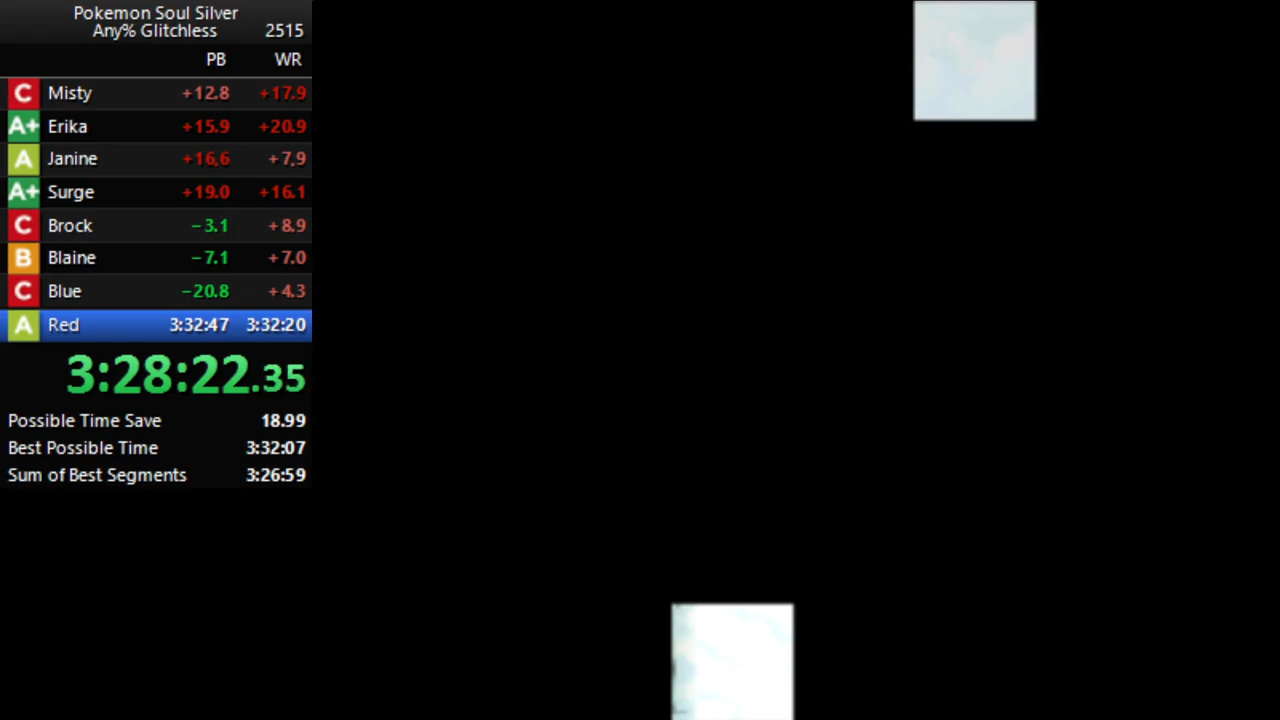 Pokemon Soul Silver
Any% Glitchless 2515
PB WR
C Misty +12.8 +17.9
A+ Erika +15.9 +20.9
A Janine +16.6 +7.9
A+ Surge +19.0 +16.1
C Brock −3.1 +8.9
B Blaine −7.1 +7.0
C Blue −20.8 +4.3
A Red 3:32:47 3:32:20
3:28:22.35
Possible Time Save 18.99
Best Possible Time 3:32:07
Sum of Best Segments 3:26:59